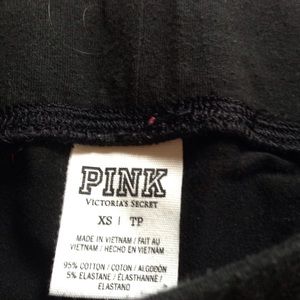 PINK
VICTORIA'S SECRET
XS | TP
MADE IN VIETNAM / FAIT AU
VIETNAM / HECHO EN VIETNAM
95% COTTON / COTON / ALGODÓN
5% ELASTANE / ÉLASTHANNE /
ELASTANO